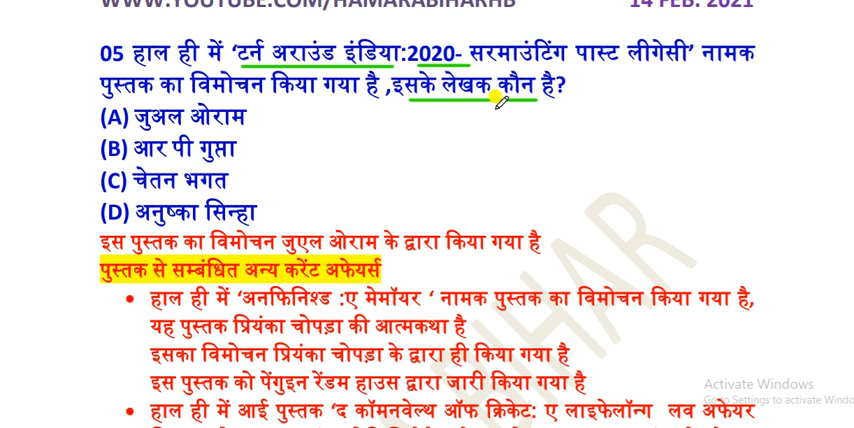 WWW.YOUTUBE.COM/HAMARABIHARHB 14 FEB. 2021
05 हाल ही में ‘टर्न अराउंड इंडिया:2020- सरमाउंटिंग पास्ट लीगेसी’ नामक
पुस्तक का विमोचन किया गया है ,इसके लेखक कौन है?
(A) जुअल ओराम
(B) आर पी गुप्ता
(C) चेतन भगत
(D) अनुष्का सिन्हा
इस पुस्तक का विमोचन जुएल ओराम के द्वारा किया गया है
पुस्तक से सम्बंधित अन्य करेंट अफेयर्स
• हाल ही में ‘अनफिनिश्ड :ए मेमॉयर ‘ नामक पुस्तक का विमोचन किया गया है,
यह पुस्तक प्रियंका चोपड़ा की आत्मकथा है
इसका विमोचन प्रियंका चोपड़ा के द्वारा ही किया गया है
इस पुस्तक को पेंगुइन रेंडम हाउस द्वारा जारी किया गया है
• हाल ही में आई पुस्तक ‘द कॉमनवेल्थ ऑफ क्रिकेट: ए लाइफेलॉन्ग लव अफेयर
BIHAR
Activate Windows
Go to Settings to activate Windo